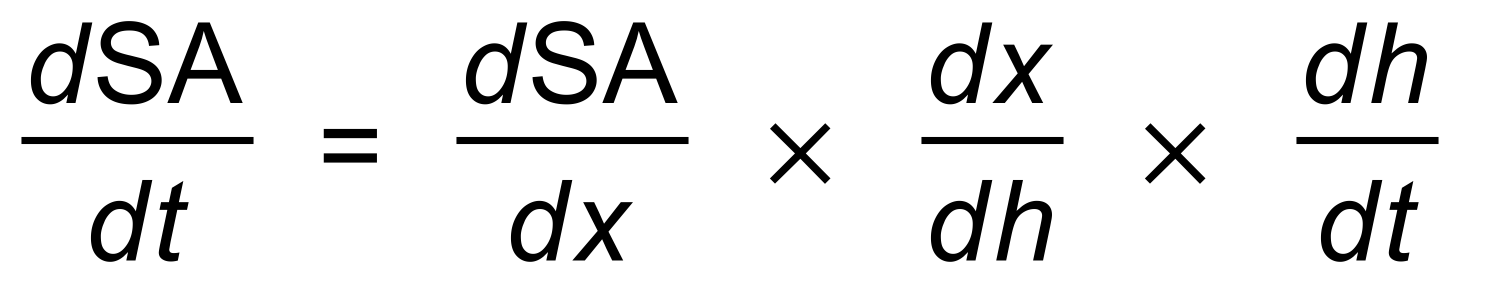 dSA/dt = dSA/dx × dx/dh × dh/dt